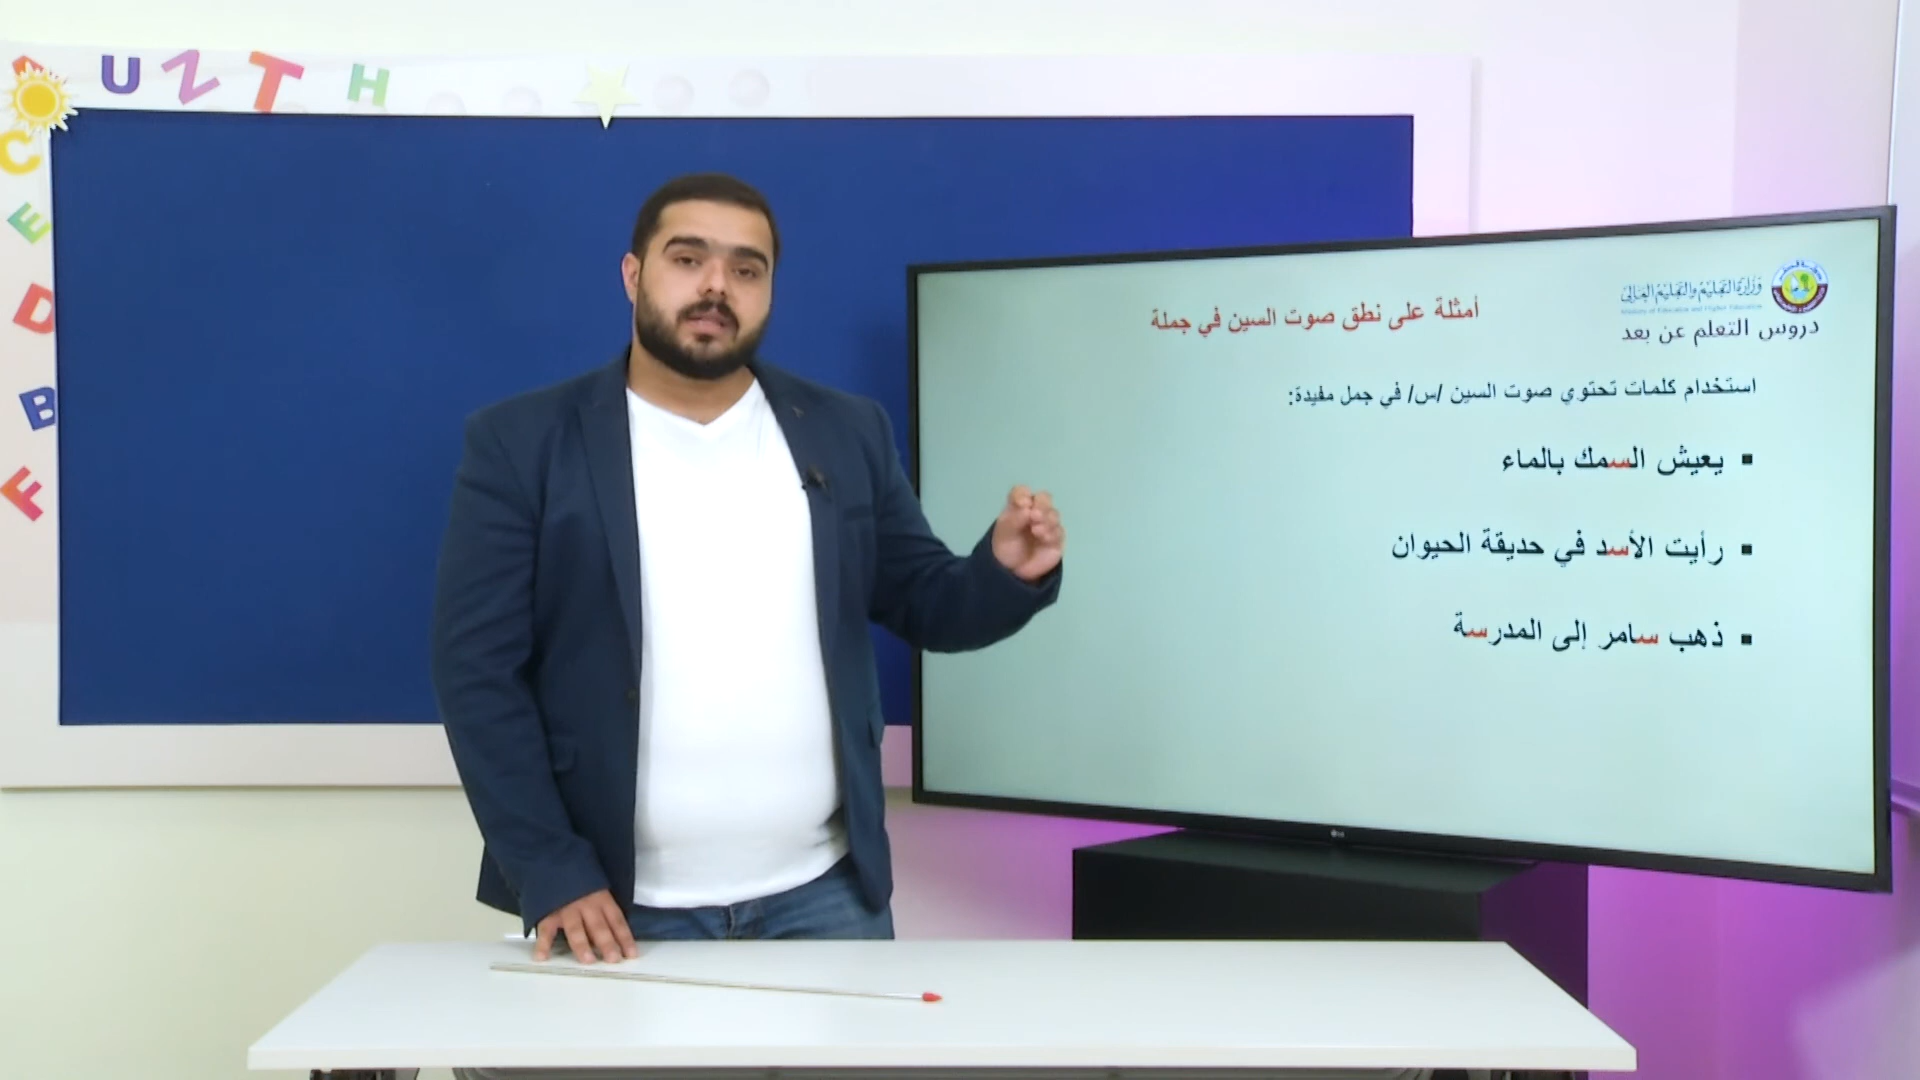 U Z T H
C
E
D
B
F
وزارة التعليم والتعليم العالي
Ministry of Education and Higher Education
دروس التعلم عن بعد
أمثلة على نطق صوت السين في جملة
استخدام كلمات تحتوي صوت السين /س/ في جمل مفيدة:
▪ يعيش السمك بالماء
▪ رأيت الأسد في حديقة الحيوان
▪ ذهب سامر إلى المدرسة
LG